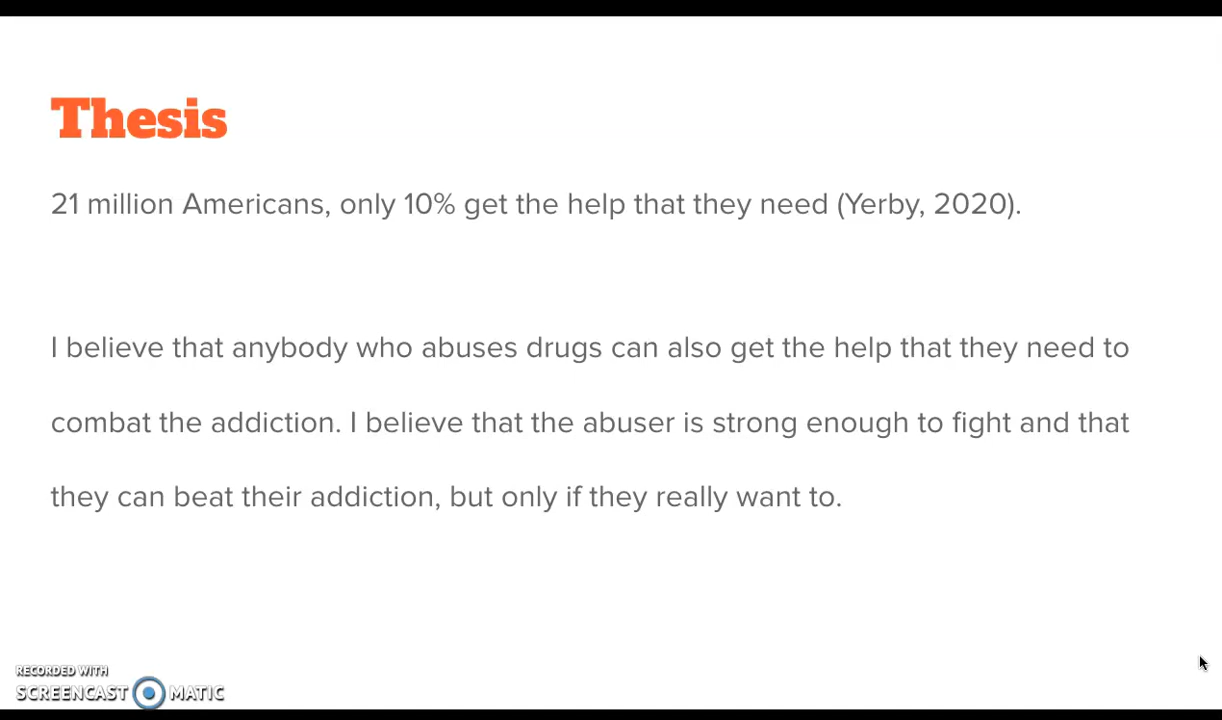 Thesis
21 million Americans, only 10% get the help that they need (Yerby, 2020).
I believe that anybody who abuses drugs can also get the help that they need to
combat the addiction. I believe that the abuser is strong enough to fight and that
they can beat their addiction, but only if they really want to.
RECORDED WITH
SCREENCAST MATIC